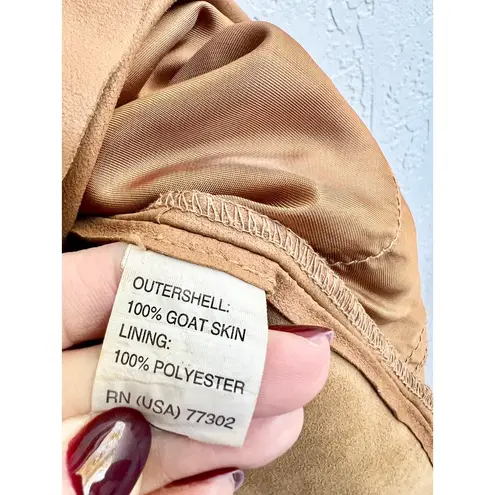 OUTERSHELL:
100% GOAT SKIN
LINING:
100% POLYESTER
RN (USA) 77302